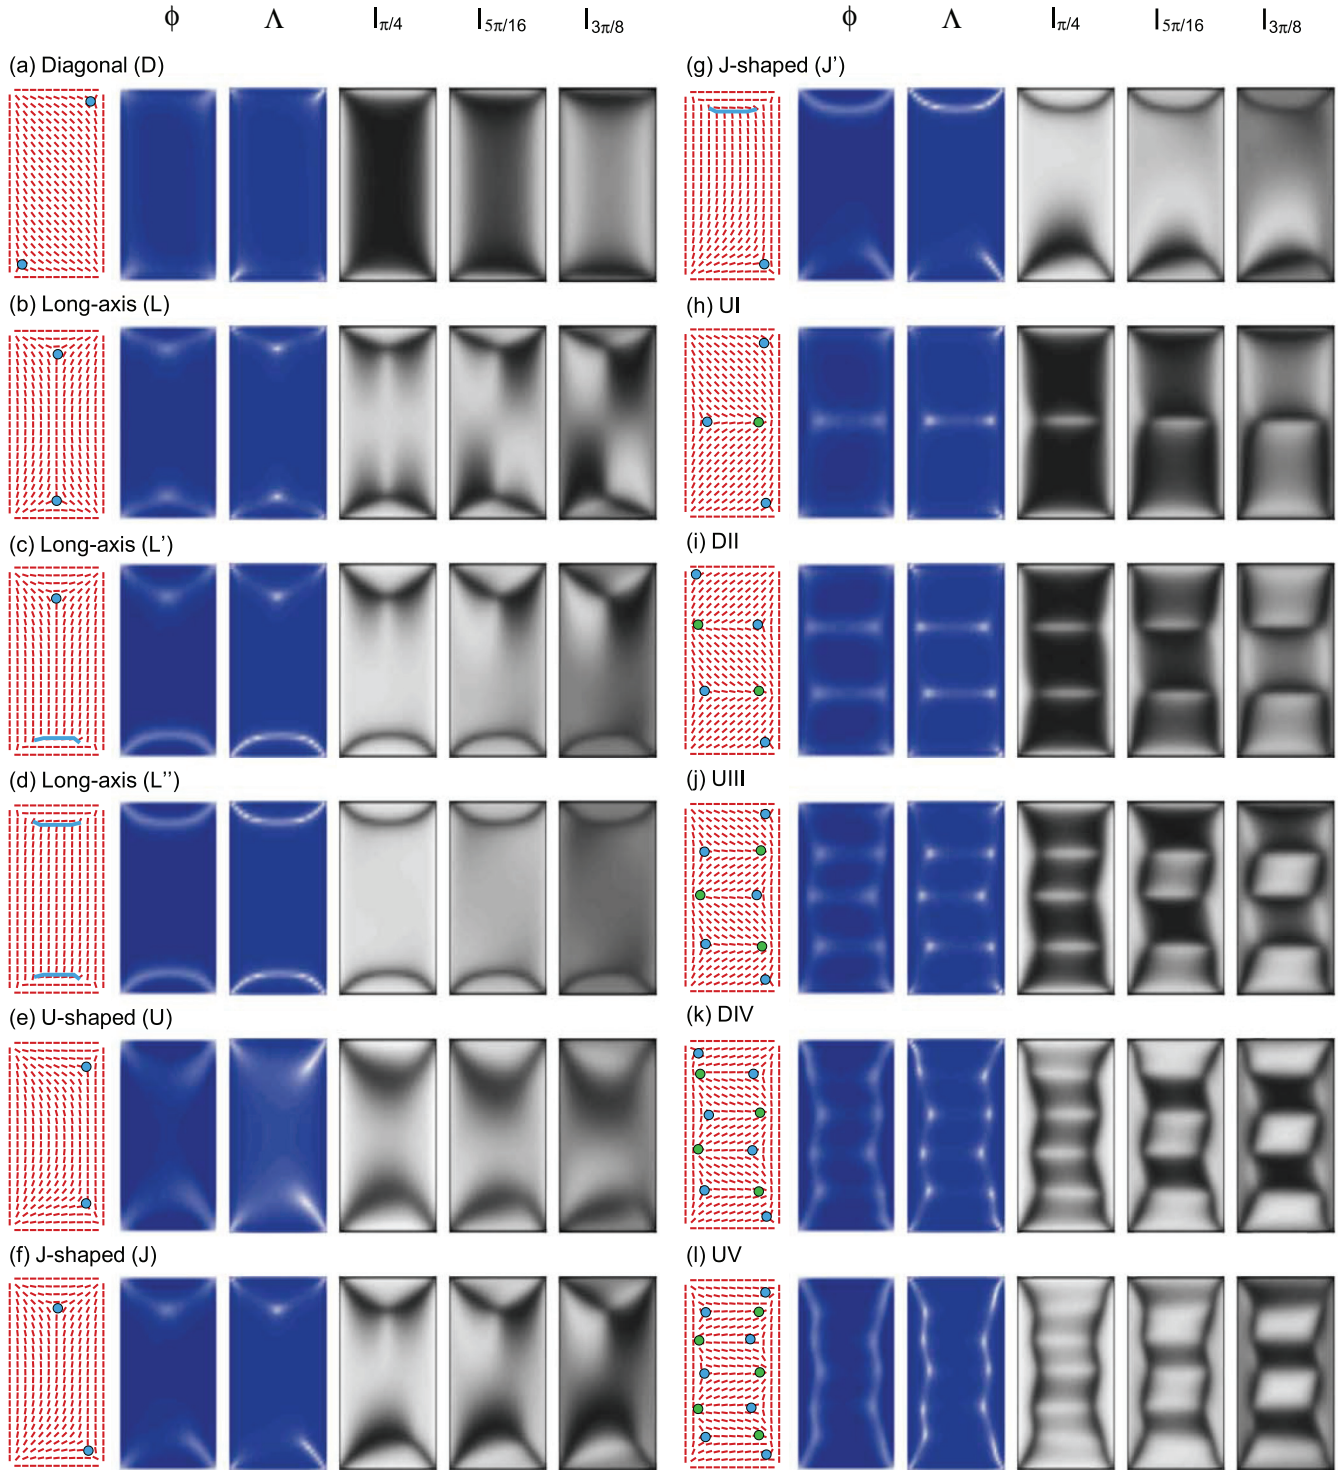 ϕ Λ I_{π/4} I_{5π/16} I_{3π/8} ϕ Λ I_{π/4} I_{5π/16} I_{3π/8}
(a) Diagonal (D)
(b) Long-axis (L)
(c) Long-axis (L')
(d) Long-axis (L'')
(e) U-shaped (U)
(f) J-shaped (J)
(g) J-shaped (J')
(h) UI
(i) DII
(j) UIII
(k) DIV
(l) UV